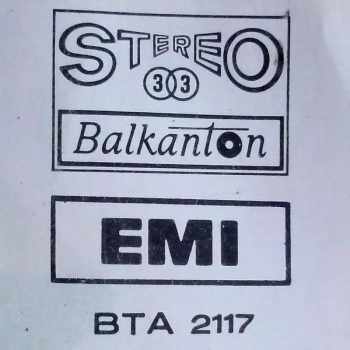 STEREO
33
Balkanton
EMI
BTA 2117